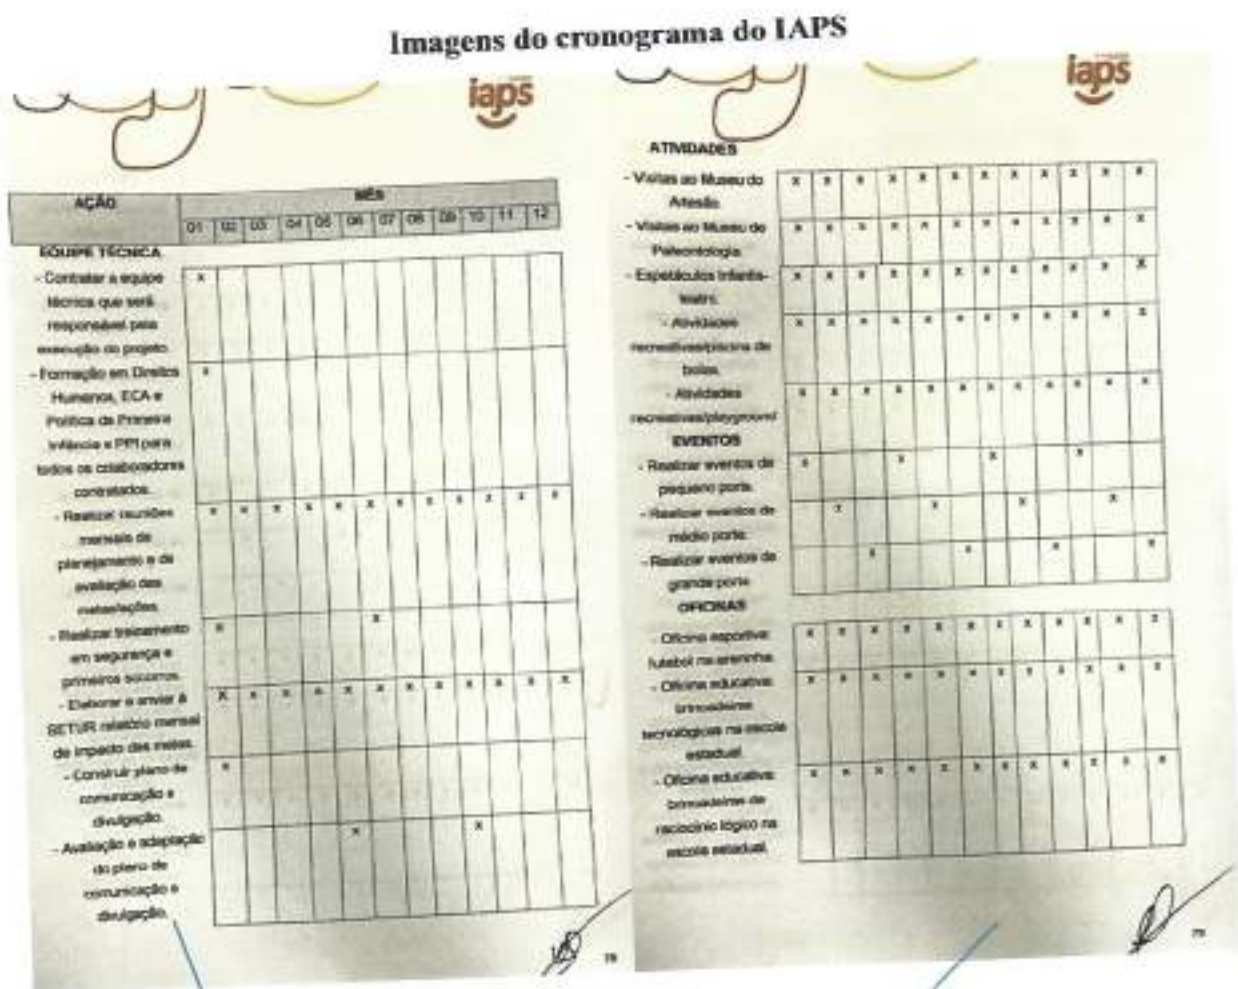 Imagens do cronograma do IAPS
iaps
AÇÃO
MÊS
01 02 03 04 05 06 07 08 09 10 11 12
EQUIPE TÉCNICA
- Contratar a equipe
técnica que será
responsável pela
execução do projeto.
x
- Formação em Direitos
Humanos, ECA e
Política da Primeira
Infância e PPI para
todos os colaboradores
contratados.
x
- Realizar reuniões
mensais de
planejamento e de
avaliação das
metas/ações.
x x x x x x x x x x x x
- Realizar treinamento
em segurança e
primeiros socorros.
x x
- Elaborar e enviar à
SETUR relatório mensal
de impacto das metas.
x x x x x x x x x x x x
- Construir plano de
comunicação e
divulgação.
x
- Avaliação e adaptação
do plano de
comunicação e
divulgação.
x x
78
iaps
ATIVIDADES
- Visitas ao Museu do
Artesão.
x x x x x x x x x x x x
- Visitas ao Museu de
Paleontologia.
x x x x x x x x x x x x
- Espetáculos Infantis-
teatro.
x x x x x x x x x x x x
- Atividades
recreativas/piscina de
bolas.
x x x x x x x x x x x x
- Atividades
recreativas/playground
x x x x x x x x x x x x
EVENTOS
- Realizar eventos de
pequeno porte.
x x x x
- Realizar eventos de
médio porte.
x x x x
- Realizar eventos de
grande porte
x x x x
OFICINAS
- Oficina esportiva:
futebol na areninha.
x x x x x x x x x x x x
- Oficina educativa:
brincadeiras
tecnológicas na escola
estadual.
x x x x x x x x x x x x
- Oficina educativa:
brincadeiras de
raciocínio lógico na
escola estadual.
x x x x x x x x x x x x
79